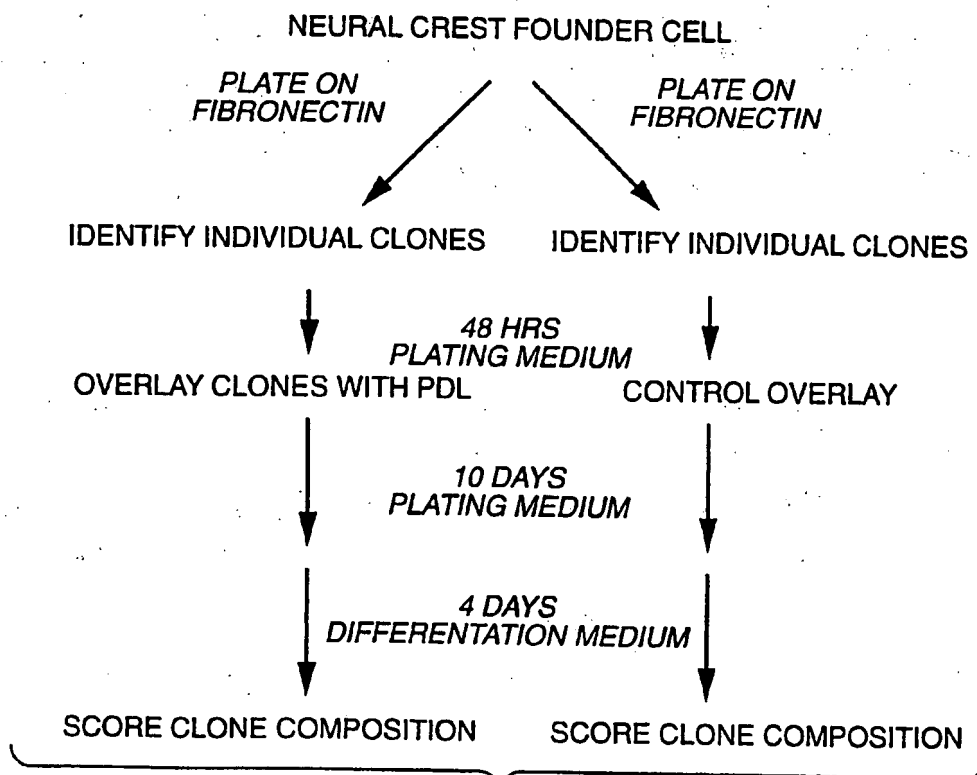 NEURAL CREST FOUNDER CELL
PLATE ON
FIBRONECTIN
PLATE ON
FIBRONECTIN
IDENTIFY INDIVIDUAL CLONES
IDENTIFY INDIVIDUAL CLONES
48 HRS
PLATING MEDIUM
OVERLAY CLONES WITH PDL
CONTROL OVERLAY
10 DAYS
PLATING MEDIUM
4 DAYS
DIFFERENTATION MEDIUM
SCORE CLONE COMPOSITION
SCORE CLONE COMPOSITION